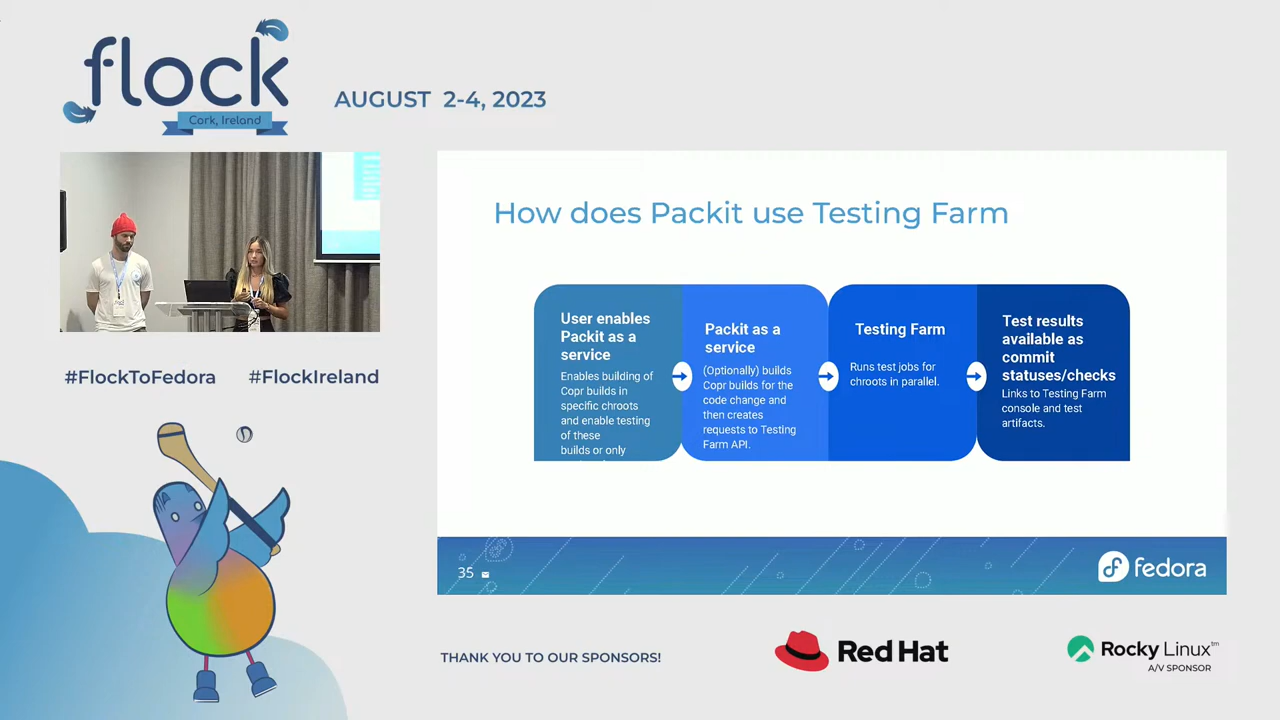 flock
Cork, Ireland
AUGUST 2-4, 2023
#FlockToFedora
#FlockIreland
How does Packit use Testing Farm
User enables
Packit as a
service
Enables building of
Copr builds in
specific chroots
and enable testing
of these
builds or only
Packit as a
service
(Optionally) builds
Copr builds for the
code change and
then creates
requests to Testing
Farm API.
Testing Farm
Runs test jobs for
chroots in parallel.
Test results
available as
commit
statuses/checks
Links to Testing Farm
console and test
artifacts.
35
fedora
THANK YOU TO OUR SPONSORS!
Red Hat
Rocky Linux™
A/V SPONSOR